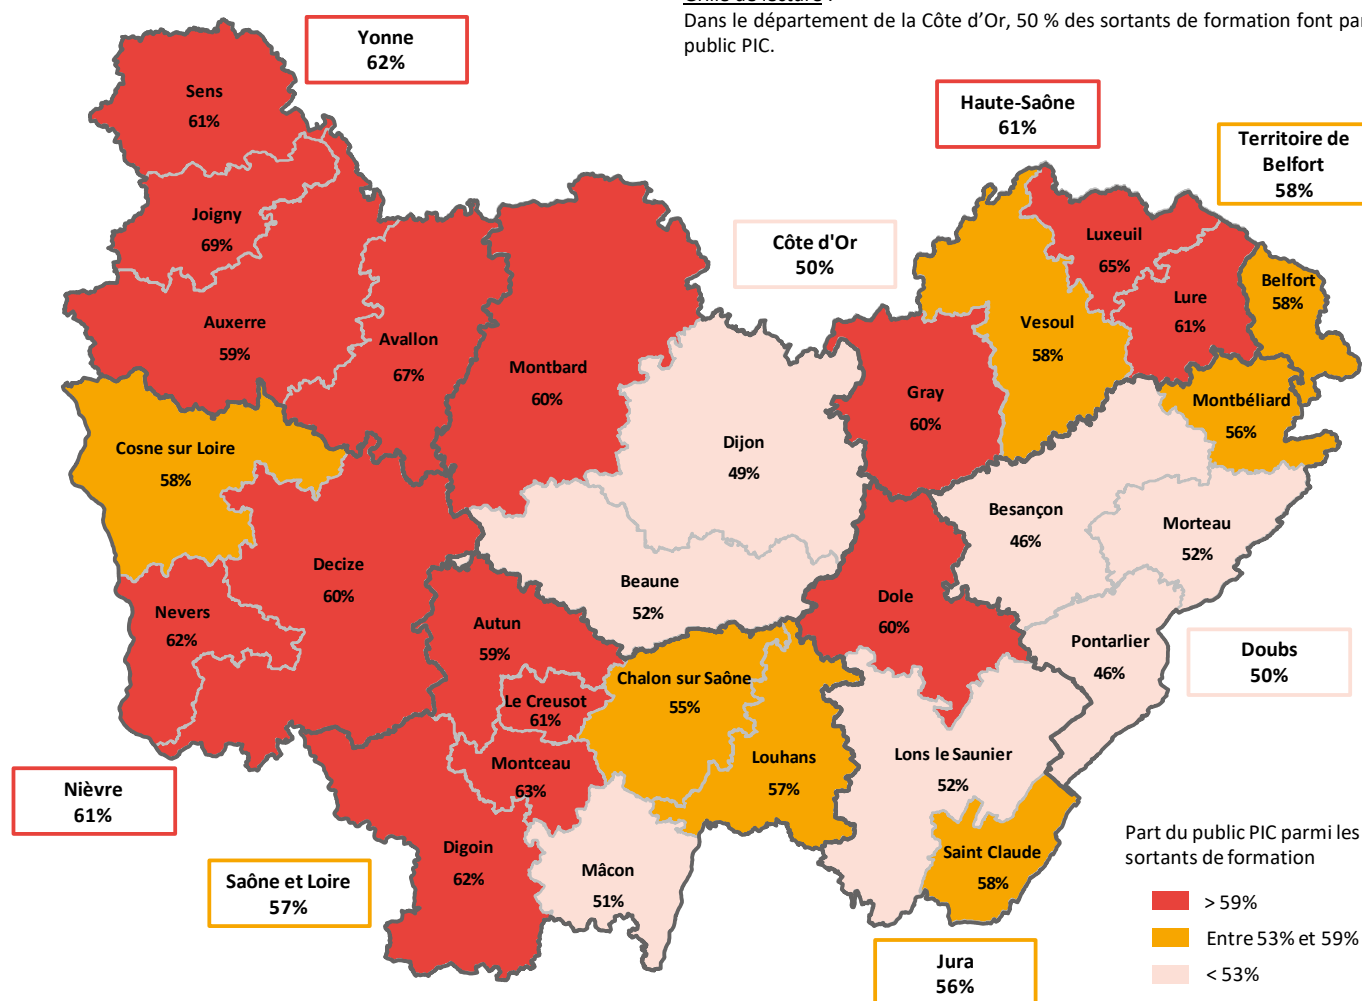 Dans le département de la Côte d'Or, 50 % des sortants de formation font
public PIC.
Yonne
62%
Sens
61%
Haute-Saône
61%
Territoire de
Belfort
58%
Joigny
69%
Côte d'Or
50%
Luxeuil
65%
Belfort
58%
Lure
61%
Auxerre
59%
Avallon
67%
Vesoul
58%
Montbard
60%
Gray
60%
Montbéliard
56%
Dijon
49%
Cosne sur Loire
58%
Besançon
46%
Morteau
52%
Decize
60%
Beaune
52%
Dole
60%
Nevers
62%
Autun
59%
Pontarlier
46%
Doubs
50%
Chalon sur Saône
55%
Le Creusot
61%
Louhans
57%
Lons le Saunier
52%
Montceau
63%
Nièvre
61%
Digoin
62%
Saint Claude
58%
Mâcon
51%
Saône et Loire
57%
Jura
56%
Part du public PIC parmi les
sortants de formation
> 59%
Entre 53% et 59%
< 53%